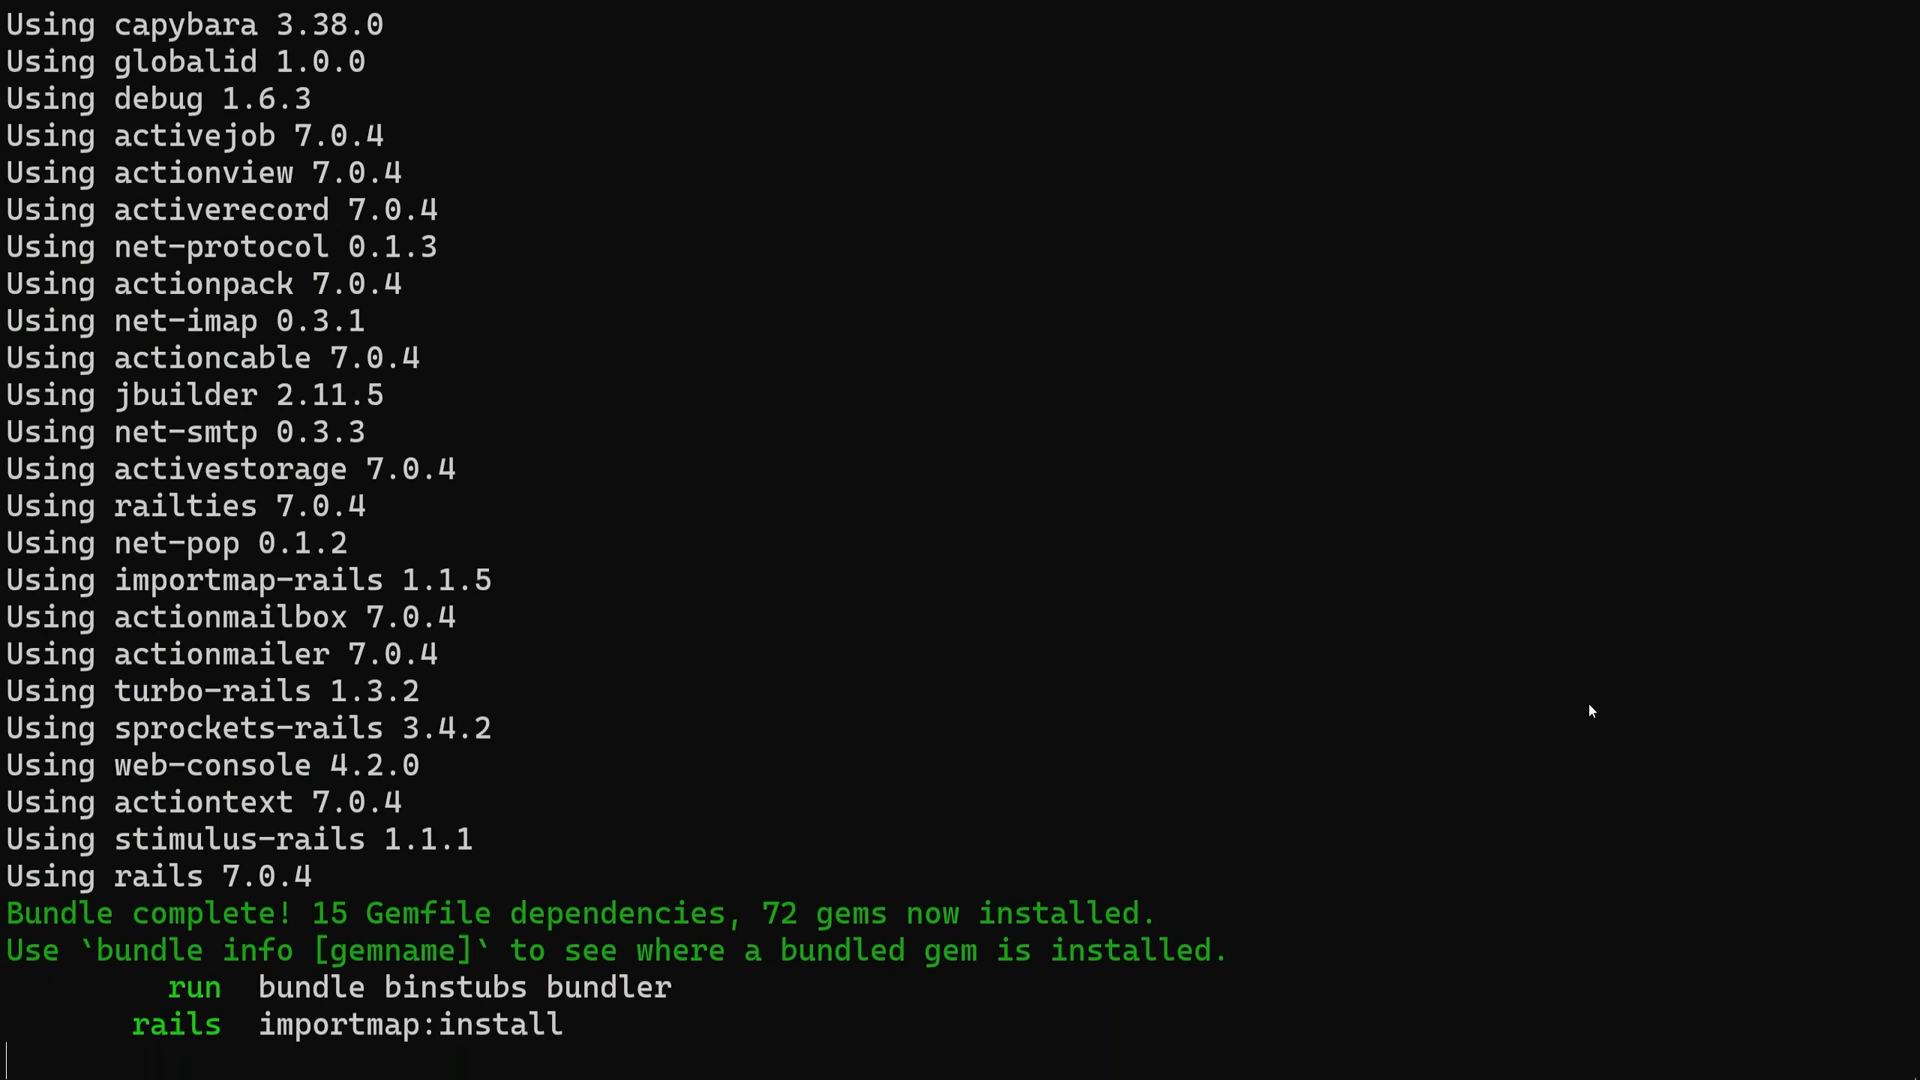 Using capybara 3.38.0
Using globalid 1.0.0
Using debug 1.6.3
Using activejob 7.0.4
Using actionview 7.0.4
Using activerecord 7.0.4
Using net-protocol 0.1.3
Using actionpack 7.0.4
Using net-imap 0.3.1
Using actioncable 7.0.4
Using jbuilder 2.11.5
Using net-smtp 0.3.3
Using activestorage 7.0.4
Using railties 7.0.4
Using net-pop 0.1.2
Using importmap-rails 1.1.5
Using actionmailbox 7.0.4
Using actionmailer 7.0.4
Using turbo-rails 1.3.2
Using sprockets-rails 3.4.2
Using web-console 4.2.0
Using actiontext 7.0.4
Using stimulus-rails 1.1.1
Using rails 7.0.4
Bundle complete! 15 Gemfile dependencies, 72 gems now installed.
Use `bundle info [gemname]` to see where a bundled gem is installed.
run  bundle binstubs bundler
rails  importmap:install